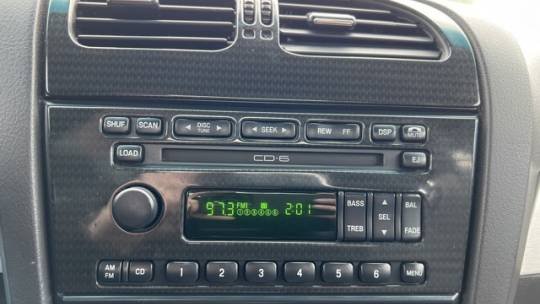 SHUF SCAN DISC TUNE SEEK REW FF DSP MUTE
LOAD CD·6 EJ
97.3 FM1 2:01
123456
BASS TREB SEL BAL FADE
AM FM CD 1 2 3 4 5 6 MENU